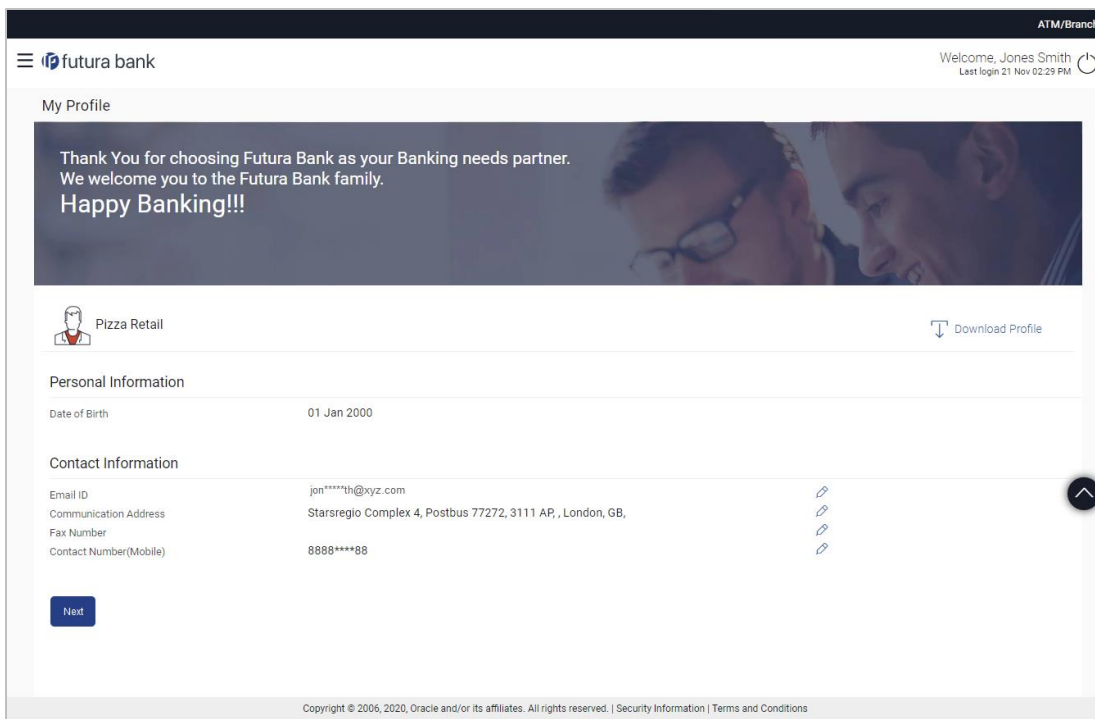 ATM/Branch
futura bank
Welcome, Jones Smith
Last login 21 Nov 02:29 PM
My Profile
Thank You for choosing Futura Bank as your Banking needs partner.
We welcome you to the Futura Bank family.
Happy Banking!!!
Pizza Retail
Download Profile
Personal Information
Date of Birth 01 Jan 2000
Contact Information
Email ID jon*****th@xyz.com
Communication Address Starsregio Complex 4, Postbus 77272, 3111 AP, , London, GB,
Fax Number
Contact Number(Mobile) 8888****88
Next
Copyright © 2006, 2020, Oracle and/or its affiliates. All rights reserved. | Security Information | Terms and Conditions